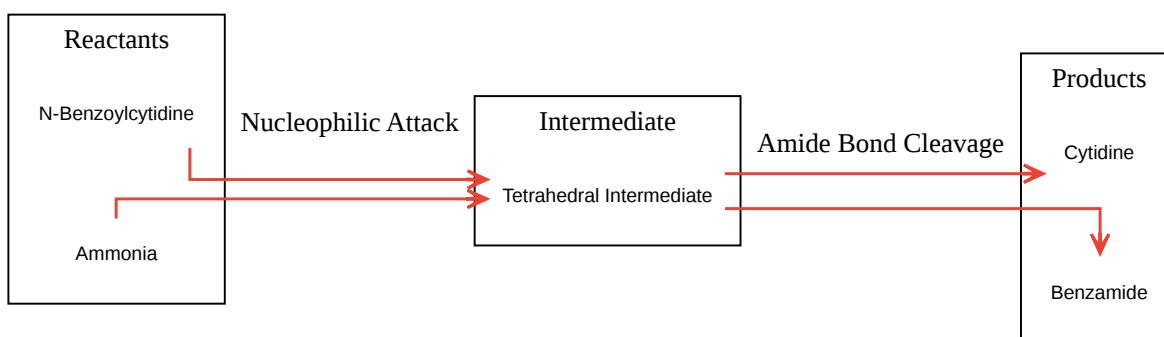 Reactants
N-Benzoylcytidine
Ammonia
Nucleophilic Attack
Intermediate
Tetrahedral Intermediate
Amide Bond Cleavage
Products
Cytidine
Benzamide